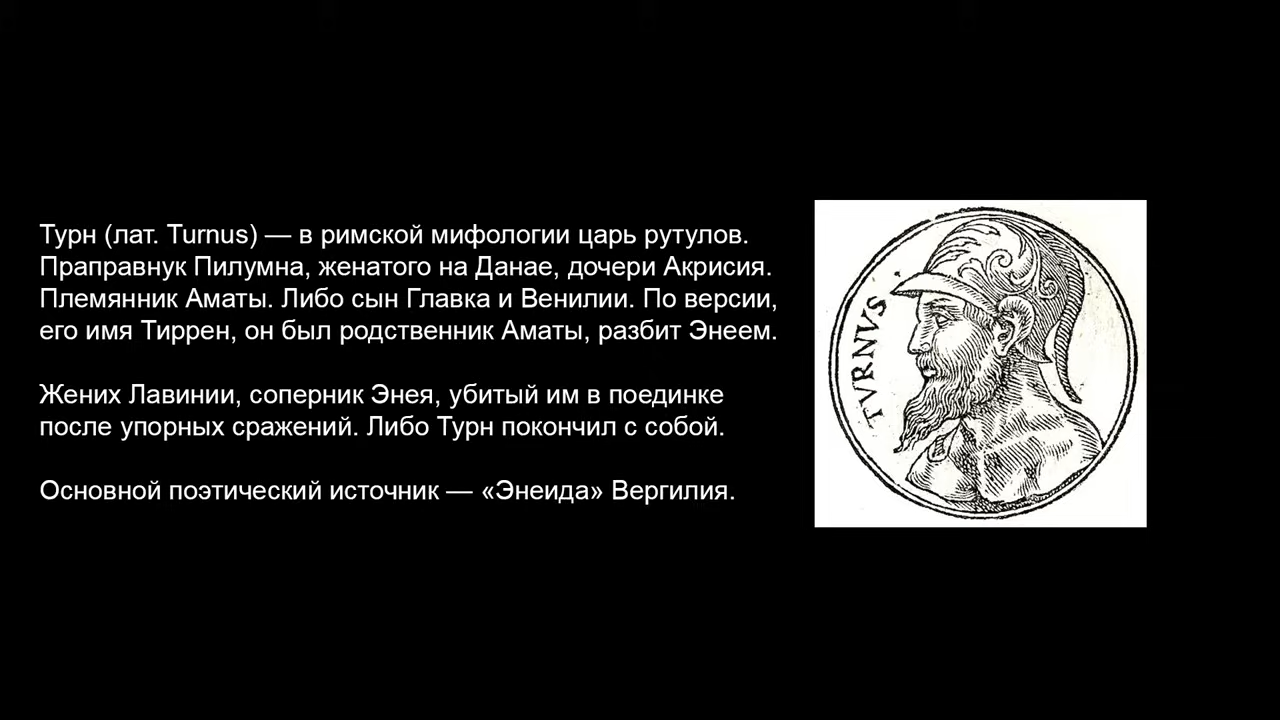 Турн (лат. Turnus) — в римской мифологии царь рутулов.
Праправнук Пилумна, женатого на Данае, дочери Акрисия.
Племянник Аматы. Либо сын Главка и Венилии. По версии,
его имя Тиррен, он был родственник Аматы, разбит Энеем.
Жених Лавинии, соперник Энея, убитый им в поединке
после упорных сражений. Либо Турн покончил с собой.
Основной поэтический источник — «Энеида» Вергилия.
TVRNVS